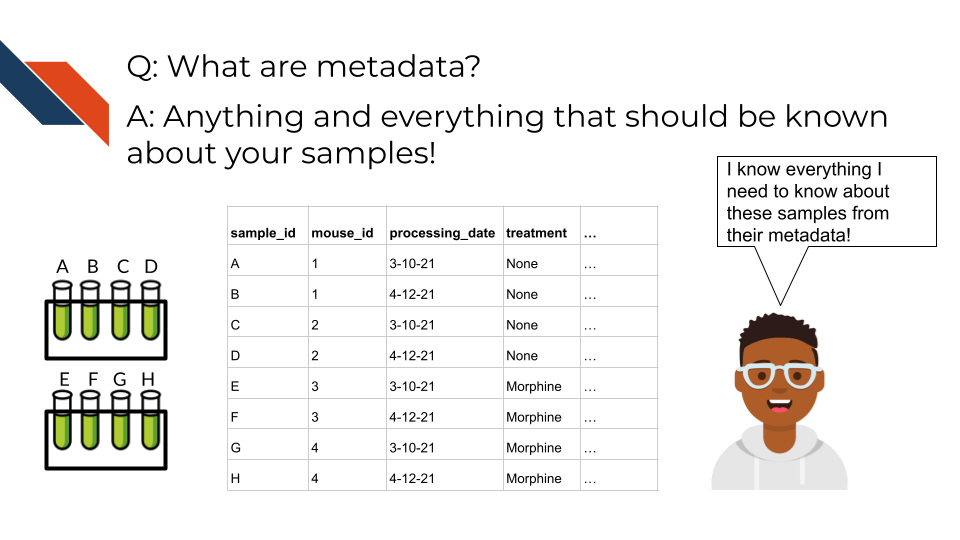 Q: What are metadata?
A: Anything and everything that should be known
about your samples!
I know everything I
need to know about
these samples from
their metadata!
A B C D
E F G H
sample_id mouse_id processing_date treatment …
A 1 3-10-21 None …
B 1 4-12-21 None …
C 2 3-10-21 None …
D 2 4-12-21 None …
E 3 3-10-21 Morphine …
F 3 4-12-21 Morphine …
G 4 3-10-21 Morphine …
H 4 4-12-21 Morphine …